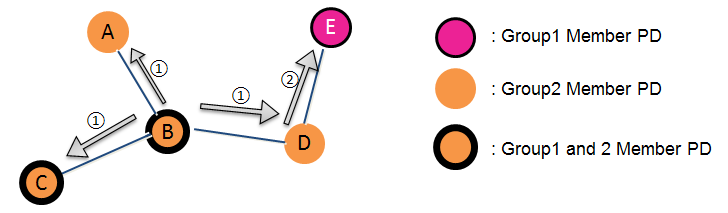 E
A
: Group1 Member PD
①
②
①
: Group2 Member PD
①
B
D
: Group1 and 2 Member PD
C